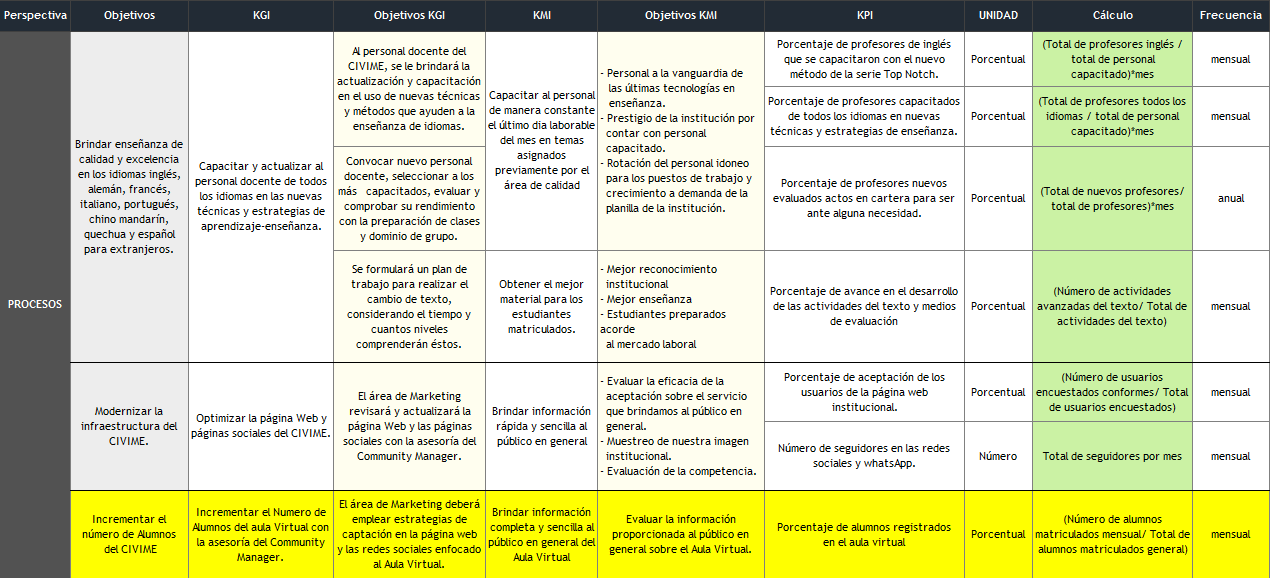 Perspectiva
Objetivos
KGI
Objetivos KGI
KMI
Objetivos KMI
KPI
UNIDAD
Cálculo
Frecuencia
PROCESOS
Brindar enseñanza de
calidad y excelencia
en los idiomas inglés,
alemán, francés,
italiano, portugués,
chino mandarín,
quechua y español
para extranjeros.
Capacitar y actualizar al
personal docente de todos
los idiomas en las nuevas
técnicas y estrategias de
aprendizaje-enseñanza.
Al personal docente del
CIVIME, se le brindará la
actualización y capacitación
en el uso de nuevas técnicas
y métodos que ayuden a la
enseñanza de idiomas.
Convocar nuevo personal
docente, seleccionar a los
más capacitados, evaluar y
comprobar su rendimiento
con la preparación de clases
y dominio de grupo.
Capacitar al personal
de manera constante
el último dia laborable
del mes en temas
asignados
previamente por el
área de calidad
- Personal a la vanguardia de
las últimas tecnologías en
enseñanza.
- Prestigio de la institución por
contar con personal
capacitado.
- Rotación del personal idoneo
para los puestos de trabajo y
crecimiento a demanda de la
planilla de la institución.
Porcentaje de profesores de inglés
que se capacitaron con el nuevo
método de la serie Top Notch.
Porcentual
(Total de profesores inglés /
total de personal
capacitado)*mes
mensual
Porcentaje de profesores capacitados
de todos los idiomas en nuevas
técnicas y estrategias de enseñanza.
Porcentual
(Total de profesores todos los
idiomas / total de personal
capacitado)*mes
mensual
Porcentaje de profesores nuevos
evaluados actos en cartera para ser
ante alguna necesidad.
Porcentual
(Total de nuevos profesores/
total de profesores)*mes
anual
Se formulará un plan de
trabajo para realizar el
cambio de texto,
considerando el tiempo y
cuantos niveles
comprenderán éstos.
Obtener el mejor
material para los
estudiantes
matriculados.
- Mejor reconocimiento
institucional
- Mejor enseñanza
- Estudiantes preparados
acorde
al mercado laboral
Porcentaje de avance en el desarrollo
de las actividades del texto y medios
de evaluación
Porcentual
(Número de actividades
avanzadas del texto/ Total de
actividades del texto)
mensual
Modernizar la
infraestructura del
CIVIME.
Optimizar la página Web y
páginas sociales del CIVIME.
El área de Marketing
revisará y actualizará la
página Web y las páginas
sociales con la asesoría del
Community Manager.
Brindar información
rápida y sencilla al
público en general
- Evaluar la eficacia de la
aceptación sobre el servicio
que brindamos al público en
general.
- Muestreo de nuestra imagen
institucional.
- Evaluación de la competencia.
Porcentaje de aceptación de los
usuarios de la página web
institucional.
Porcentual
(Número de usuarios
encuestados conformes/ Total
de usuarios encuestados)
mensual
Número de seguidores en las redes
sociales y whatsApp.
Número
Total de seguidores por mes
mensual
Incrementar el
número de Alumnos
del CIVIME
Incrementar el Numero de
Alumnos del aula Virtual con
la asesoría del Community
Manager.
El área de Marketing deberá
emplear estrategias de
captación en la página web
y las redes sociales enfocado
al Aula Virtual.
Brindar información
completa y sencilla al
público en general del
Aula Virtual
Evaluar la información
proporcionada al público en
general sobre el Aula Virtual.
Porcentaje de alumnos registrados
en el aula virtual
Porcentual
(Número de alumnos
matriculados mensual/ Total de
alumnos matriculados general)
mensual